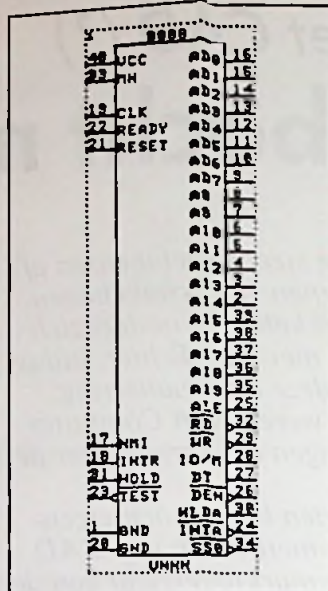 8088
40 VCC AD0 16
33 MH AD1 15
AD2 14
19 CLK AD3 13
22 READY AD4 12
21 RESET AD5 11
AD6 10
AD7 9
A8 8
A9 7
A10 6
A11 5
A12 4
A13 3
A14 2
A15 39
A16 38
A17 37
A18 36
A19 35
ALE 25
RD 32
17 NMI WR 29
18 INTR IO/M 28
31 HOLD DT 27
23 TEST DEN 26
HLDA 30
1 GND INTA 24
20 GND SS0 34